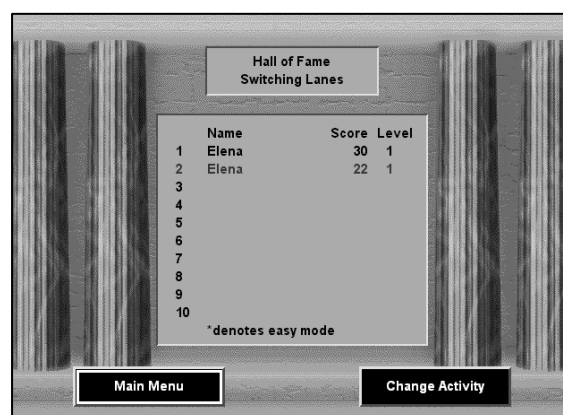 Hall of Fame
Switching Lanes
Name Score Level
1 Elena 30 1
2 Elena 22 1
3
4
5
6
7
8
9
10
*denotes easy mode
Main Menu Change Activity